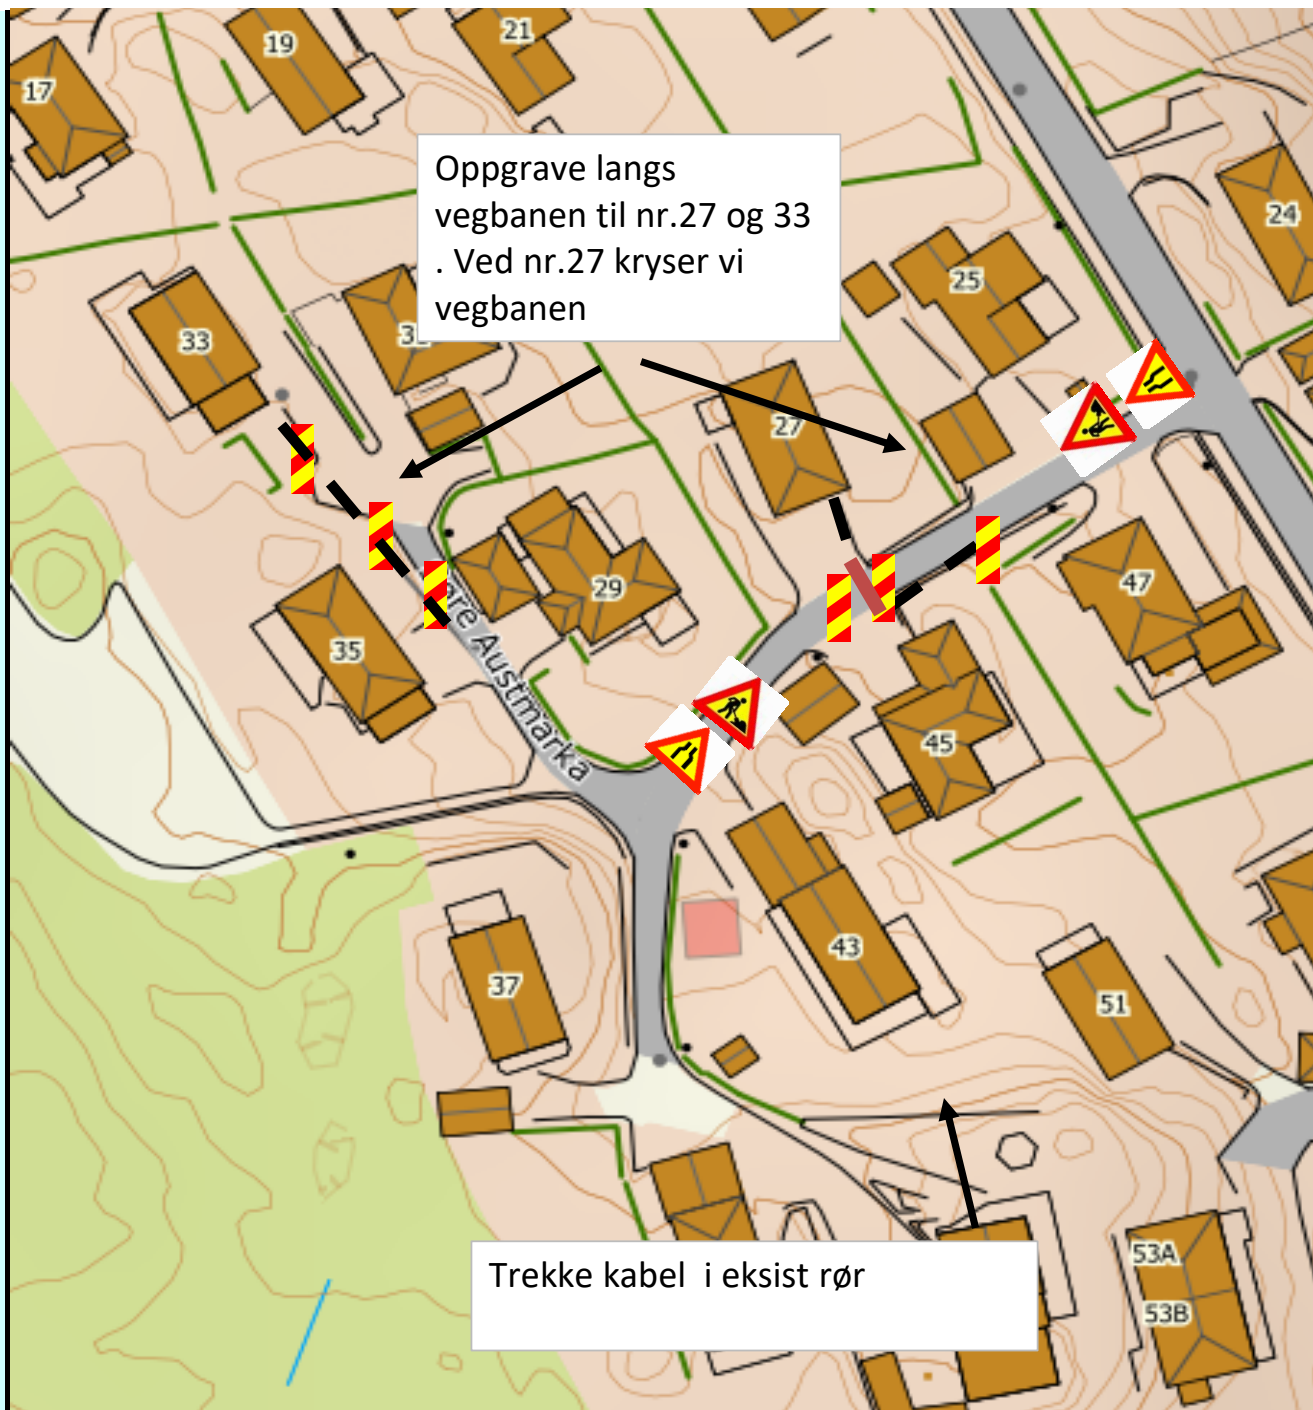 19
21
17
Oppgrave langs
vegbanen til nr.27 og 33
. Ved nr.27 kryser vi
vegbanen
24
25
33
27
29
47
35
Austmarka
45
43
37
51
Trekke kabel i eksist rør
53A
53B